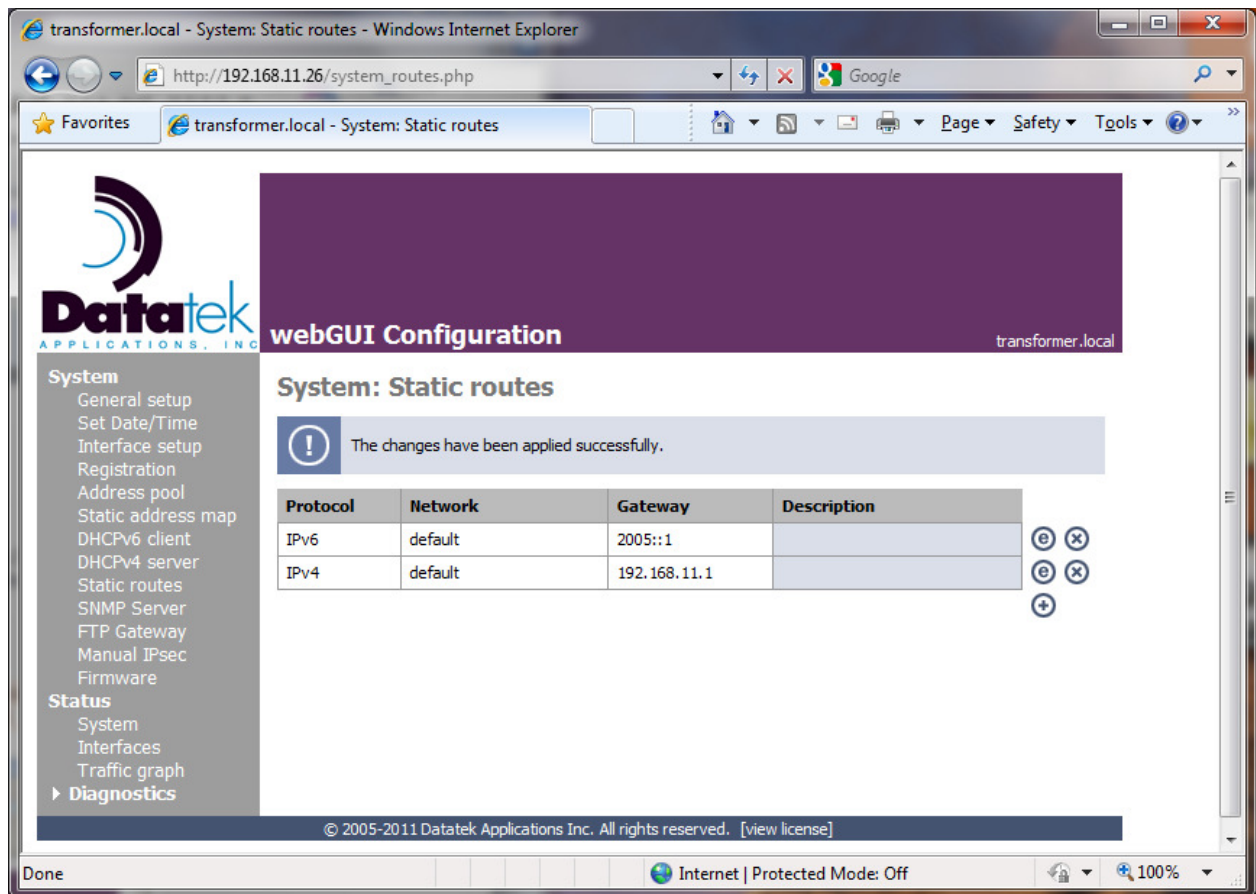 transformer.local - System: Static routes - Windows Internet Explorer
http://192.168.11.26/system_routes.php
Google
Favorites
transformer.local - System: Static routes
Page
Safety
Tools
Datatek
APPLICATIONS, INC
webGUI Configuration
transformer.local
System
General setup
Set Date/Time
Interface setup
Registration
Address pool
Static address map
DHCPv6 client
DHCPv4 server
Static routes
SNMP Server
FTP Gateway
Manual IPsec
Firmware
Status
System
Interfaces
Traffic graph
Diagnostics
System: Static routes
The changes have been applied successfully.
Protocol Network Gateway Description
IPv6 default 2005::1
IPv4 default 192.168.11.1
© 2005-2011 Datatek Applications Inc. All rights reserved. [view license]
Done
Internet | Protected Mode: Off
100%